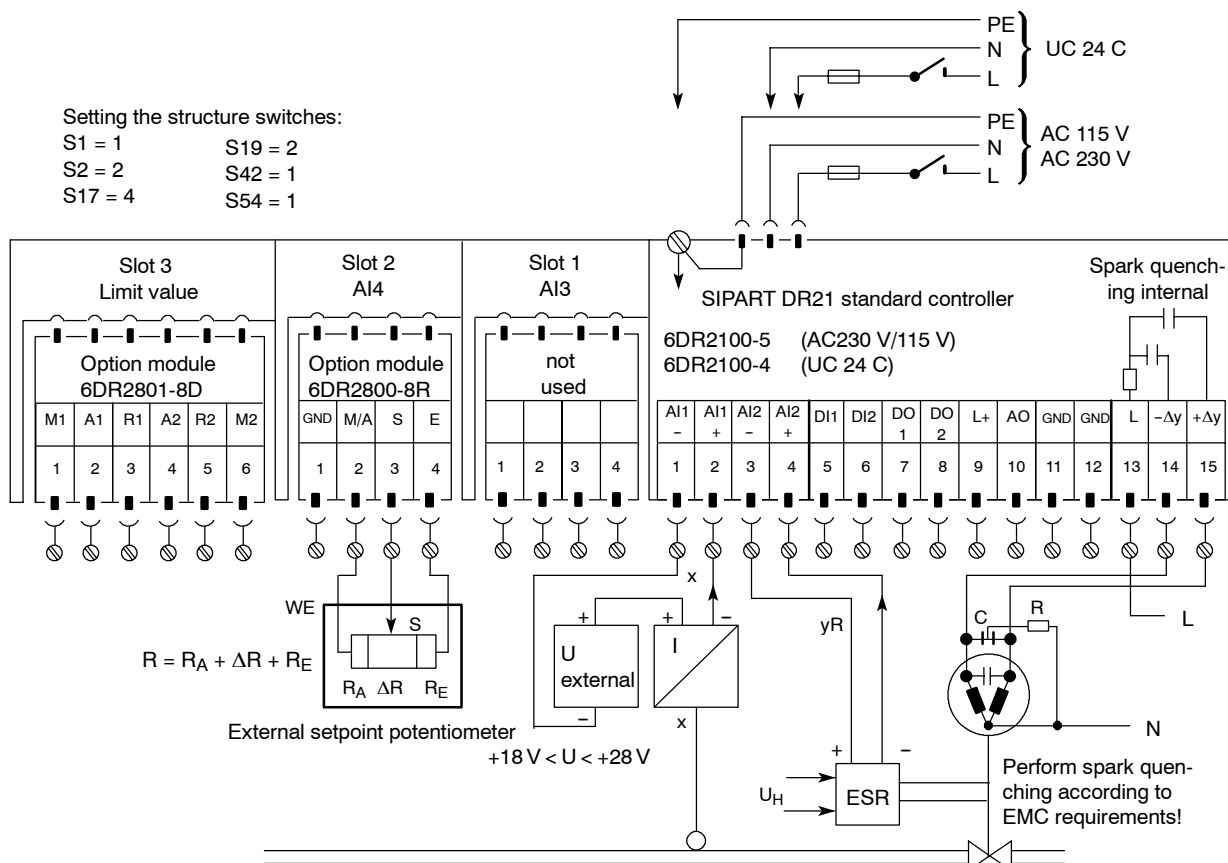 PE
N
L
UC 24 C
PE
N
L
AC 115 V
AC 230 V
Setting the structure switches:
S1 = 1
S2 = 2
S17 = 4
S19 = 2
S42 = 1
S54 = 1
Slot 3
Limit value
Option module
6DR2801-8D
M1 A1 R1 A2 R2 M2
1 2 3 4 5 6
Slot 2
AI4
Option module
6DR2800-8R
GND M/A S E
1 2 3 4
Slot 1
AI3
not
used
1 2 3 4
SIPART DR21 standard controller
6DR2100-5 (AC230 V/115 V)
6DR2100-4 (UC 24 C)
Spark quench-
ing internal
AI1 AI1 AI2 AI2 DI1 DI2 DO DO L+ AO GND GND L −Δy +Δy
− + − + 1 2
1 2 3 4 5 6 7 8 9 10 11 12 13 14 15
WE
S
R = RA + ΔR + RE
RA ΔR RE
External setpoint potentiometer
+
U
external
−
+18 V < U < +28 V
x
+ −
I
x
yR
+ −
UH
ESR
C
R
L
N
Perform spark quen-
ching according to
EMC requirements!